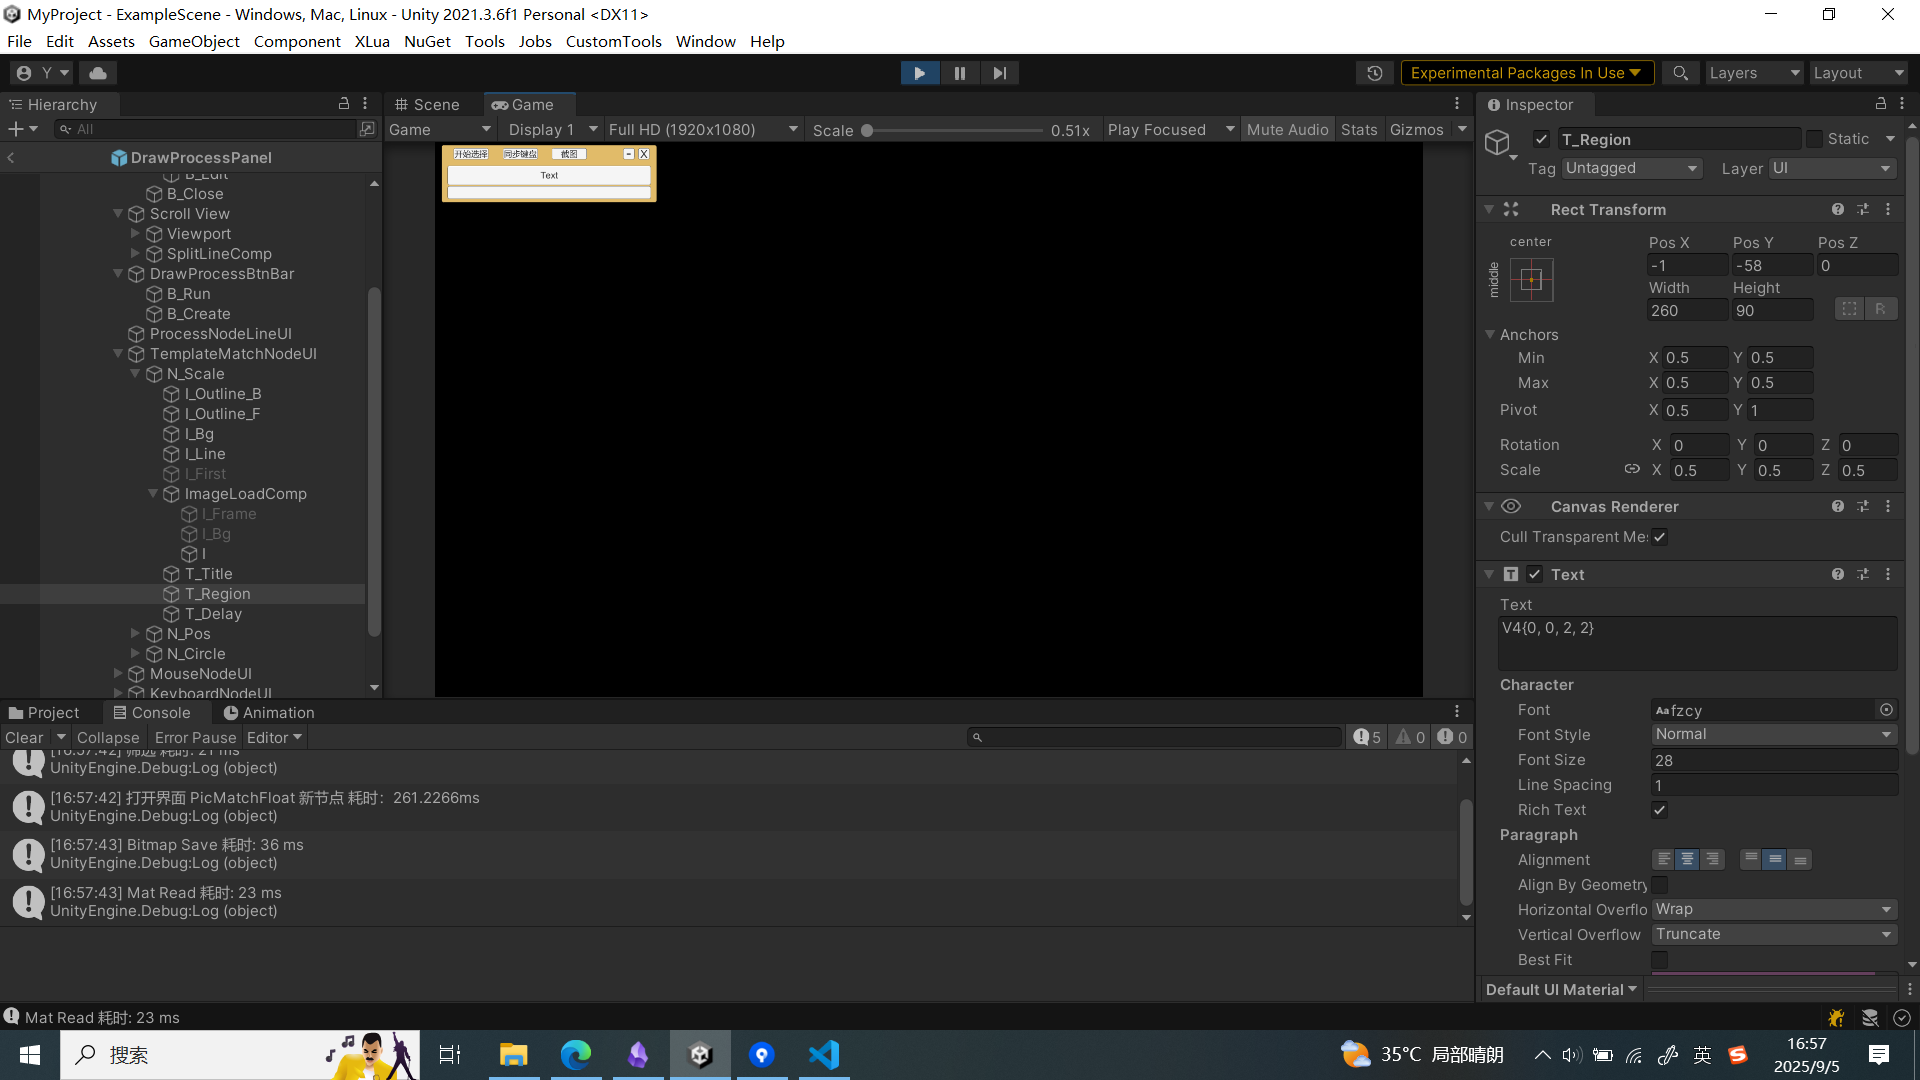 MyProject - ExampleScene - Windows, Mac, Linux - Unity 2021.3.6f1 Personal <DX11>
File Edit Assets GameObject Component XLua NuGet Tools Jobs CustomTools Window Help
Y Experimental Packages In Use Layers Layout
Hierarchy
All
DrawProcessPanel
B_Edit
B_Close
Scroll View
Viewport
SplitLineComp
DrawProcessBtnBar
B_Run
B_Create
ProcessNodeLineUI
TemplateMatchNodeUI
N_Scale
I_Outline_B
I_Outline_F
I_Bg
I_Line
I_First
ImageLoadComp
I_Frame
I_Bg
I
T_Title
T_Region
T_Delay
N_Pos
N_Circle
MouseNodeUI
KeyboardNodeUI
Scene Game
Game Display 1 Full HD (1920x1080) Scale 0.51x Play Focused Mute Audio Stats Gizmos
开始选择 同步键盘 截图 - X
Text
Inspector
T_Region Static
Tag Untagged Layer UI
Rect Transform
center
middle
Pos X Pos Y Pos Z
-1 -58 0
Width Height
260 90 R
Anchors
Min X 0.5 Y 0.5
Max X 0.5 Y 0.5
Pivot X 0.5 Y 1
Rotation X 0 Y 0 Z 0
Scale X 0.5 Y 0.5 Z 0.5
Canvas Renderer
Cull Transparent Mes
Text
Text
V4{0, 0, 2, 2}
Character
Font Aa fzcy
Font Style Normal
Font Size 28
Line Spacing 1
Rich Text
Paragraph
Alignment
Align By Geometry
Horizontal Overflo Wrap
Vertical Overflow Truncate
Best Fit
Default UI Material
Project Console Animation
Clear Collapse Error Pause Editor 5 0 0
[16:57:42] 筛选 耗时: 21 ms
UnityEngine.Debug:Log (object)
[16:57:42] 打开界面 PicMatchFloat 新节点 耗时：261.2266ms
UnityEngine.Debug:Log (object)
[16:57:43] Bitmap Save 耗时: 36 ms
UnityEngine.Debug:Log (object)
[16:57:43] Mat Read 耗时: 23 ms
UnityEngine.Debug:Log (object)
Mat Read 耗时: 23 ms
搜索
35°C 局部晴朗
英
16:57
2025/9/5